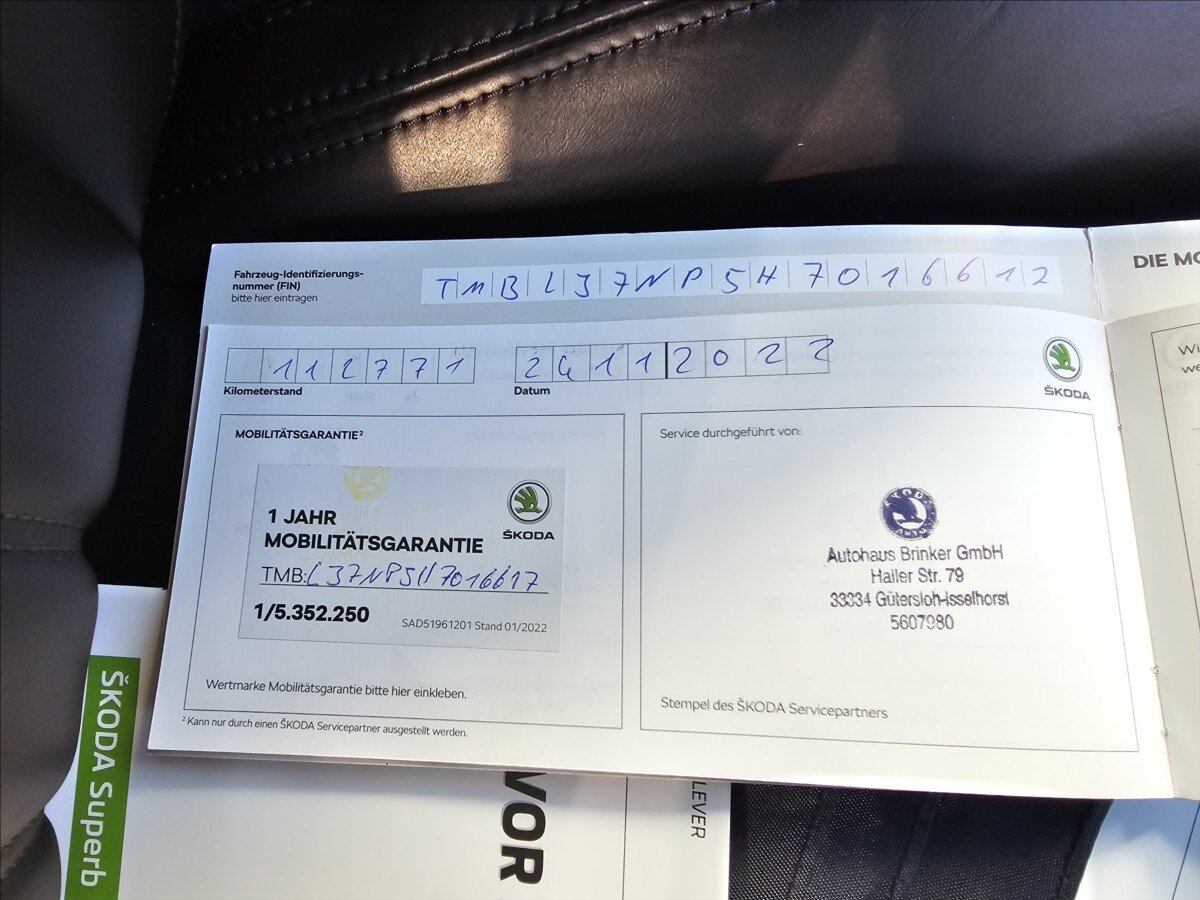 Fahrzeug-Identifizierungs-
nummer (FIN)
bitte hier eintragen
TMBLJ7NP5H7016612
DIE MO
112771
Kilometerstand
24112022
Datum
ŠKODA
Wi
we
MOBILITÄTSGARANTIE²
1 JAHR
MOBILITÄTSGARANTIE
ŠKODA
TMB:
1/5.352.250
SAD51961201 Stand 01/2022
Wertmarke Mobilitätsgarantie bitte hier einkleben.
² Kann nur durch einen ŠKODA Servicepartner ausgestellt werden.
Service durchgeführt von:
ŠKODA
Autohaus Brinker GmbH
Haller Str. 79
33334 Gütersloh-Isselhorst
5607980
Stempel des ŠKODA Servicepartners
ŠKODA Superb
VOR
LEVER